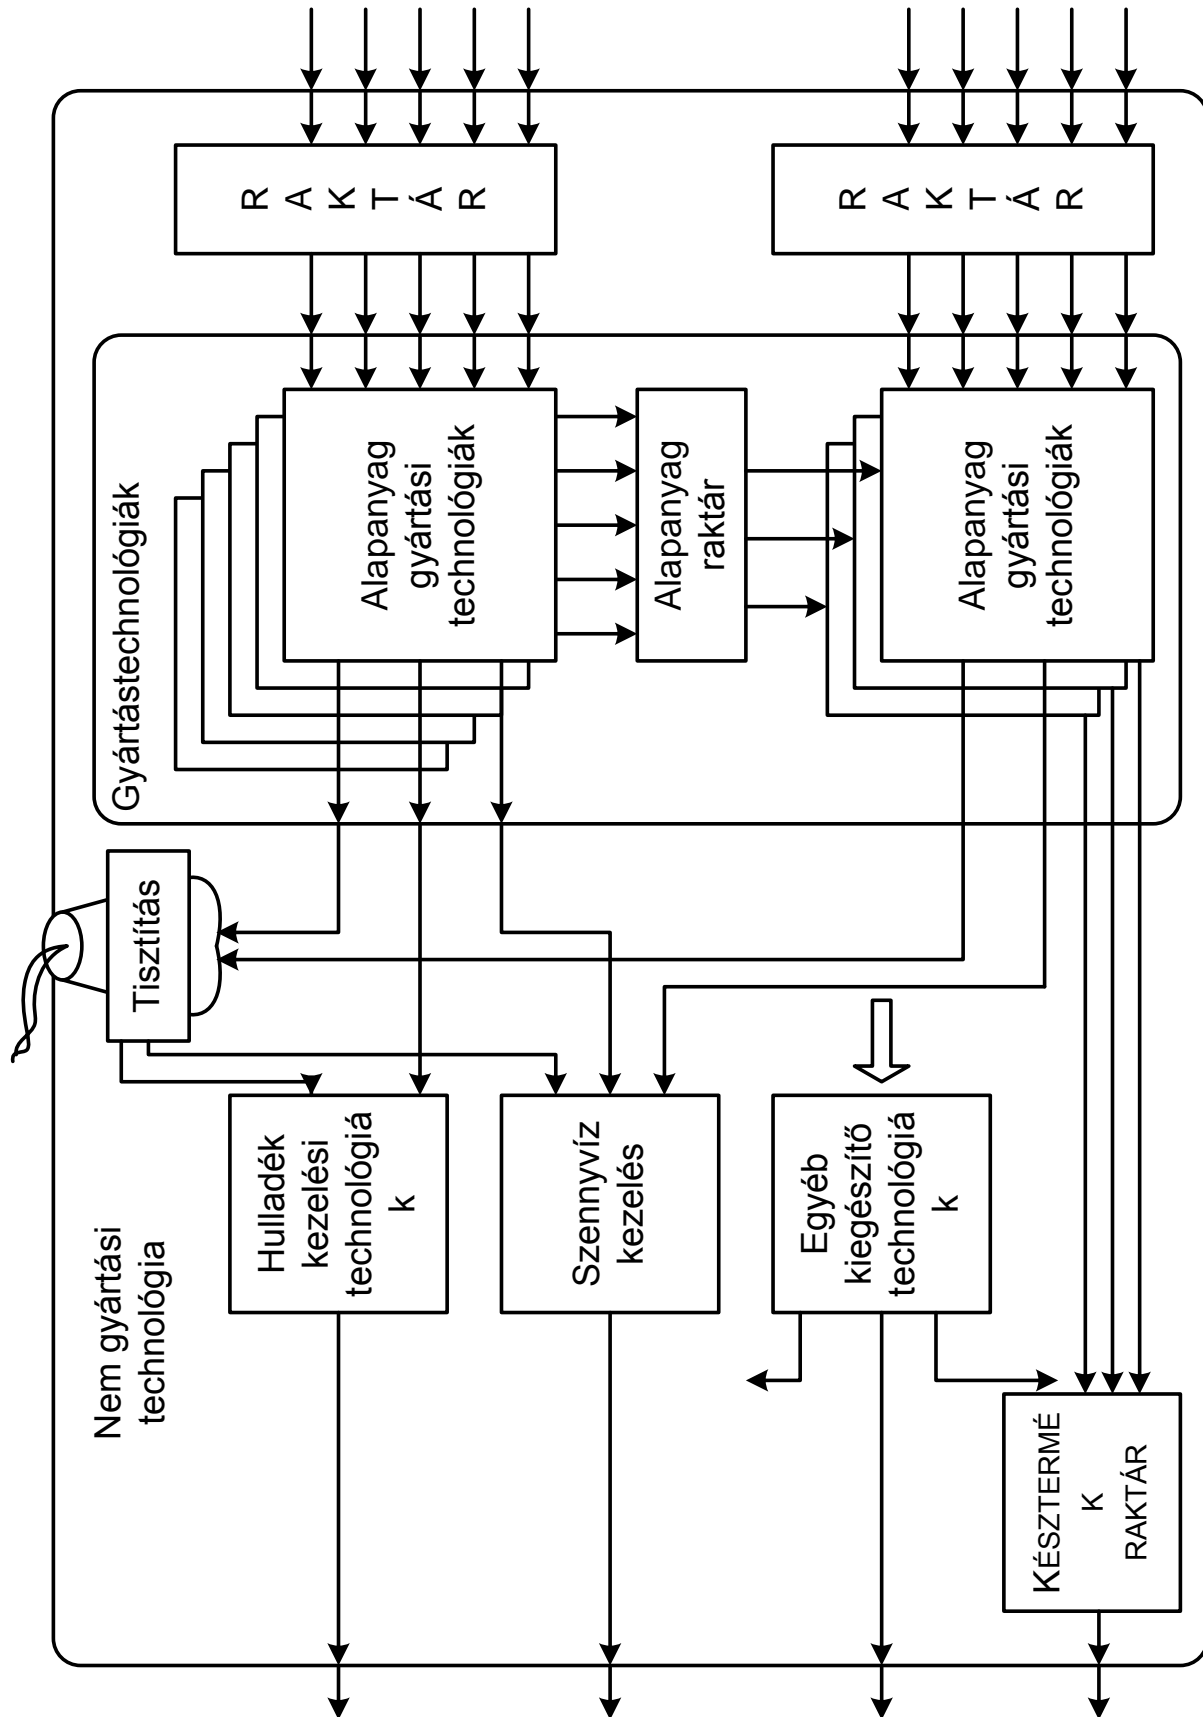 R A K T Á R
R A K T Á R
Gyártástechnológiák
Alapanyag
gyártási
technológiák
Alapanyag
raktár
Alapanyag
gyártási
technológiák
Tisztítás
Nem gyártási
technológia
Hulladék
kezelési
technológiá
k
Szennyvíz
kezelés
Egyéb
kiegészítő
technológiá
k
KÉSZTERMÉ
K
RAKTÁR